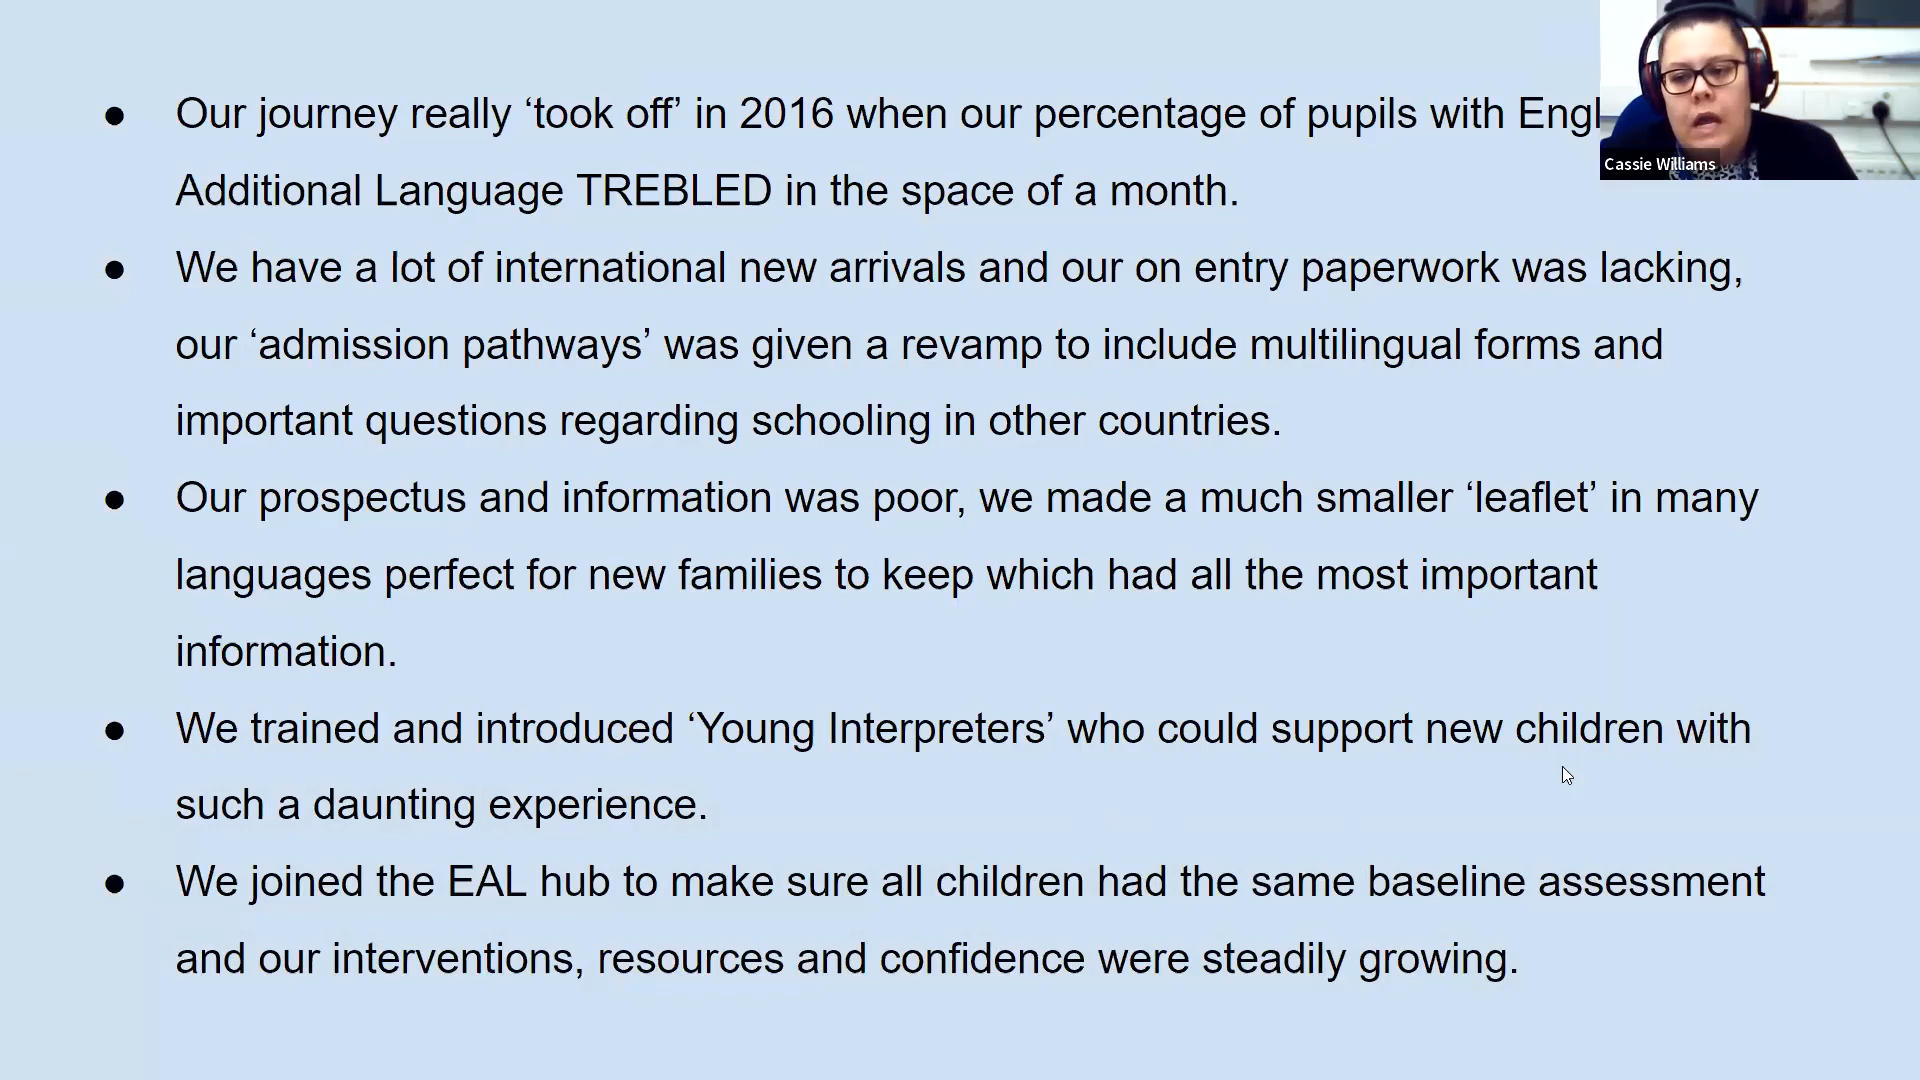 ● Our journey really ‘took off’ in 2016 when our percentage of pupils with Engl
Additional Language TREBLED in the space of a month.
● We have a lot of international new arrivals and our on entry paperwork was lacking,
our ‘admission pathways’ was given a revamp to include multilingual forms and
important questions regarding schooling in other countries.
● Our prospectus and information was poor, we made a much smaller ‘leaflet’ in many
languages perfect for new families to keep which had all the most important
information.
● We trained and introduced ‘Young Interpreters’ who could support new children with
such a daunting experience.
● We joined the EAL hub to make sure all children had the same baseline assessment
and our interventions, resources and confidence were steadily growing.
Cassie Williams